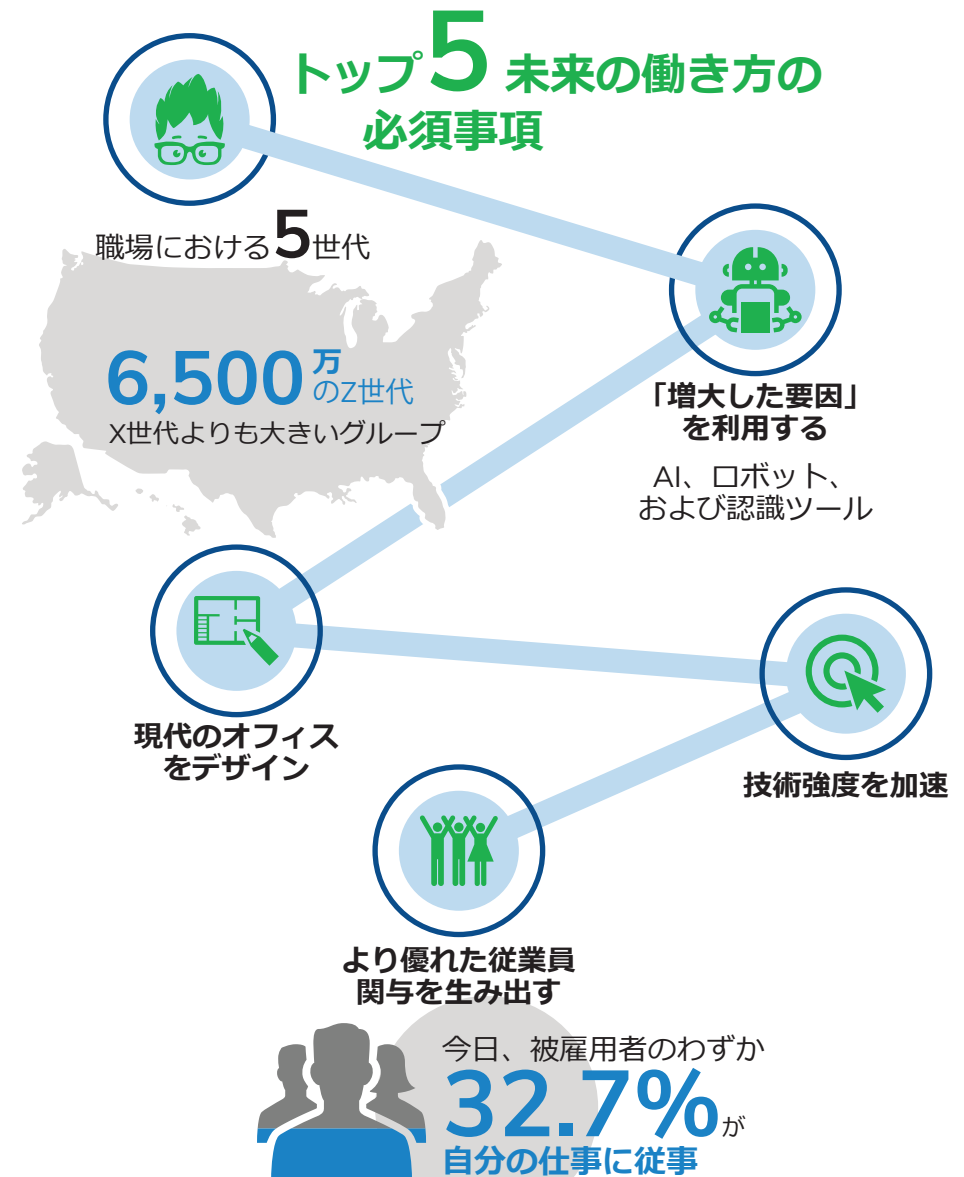 トップ5 未来の働き方の
必須事項
職場における5世代
6,500万
のZ世代
X世代よりも大きいグループ
「増大した要因」
を利用する
AI、ロボット、
および認識ツール
現代のオフィス
をデザイン
技術強度を加速
より優れた従業員
関与を生み出す
今日、被雇用者のわずか
32.7%が
自分の仕事に従事